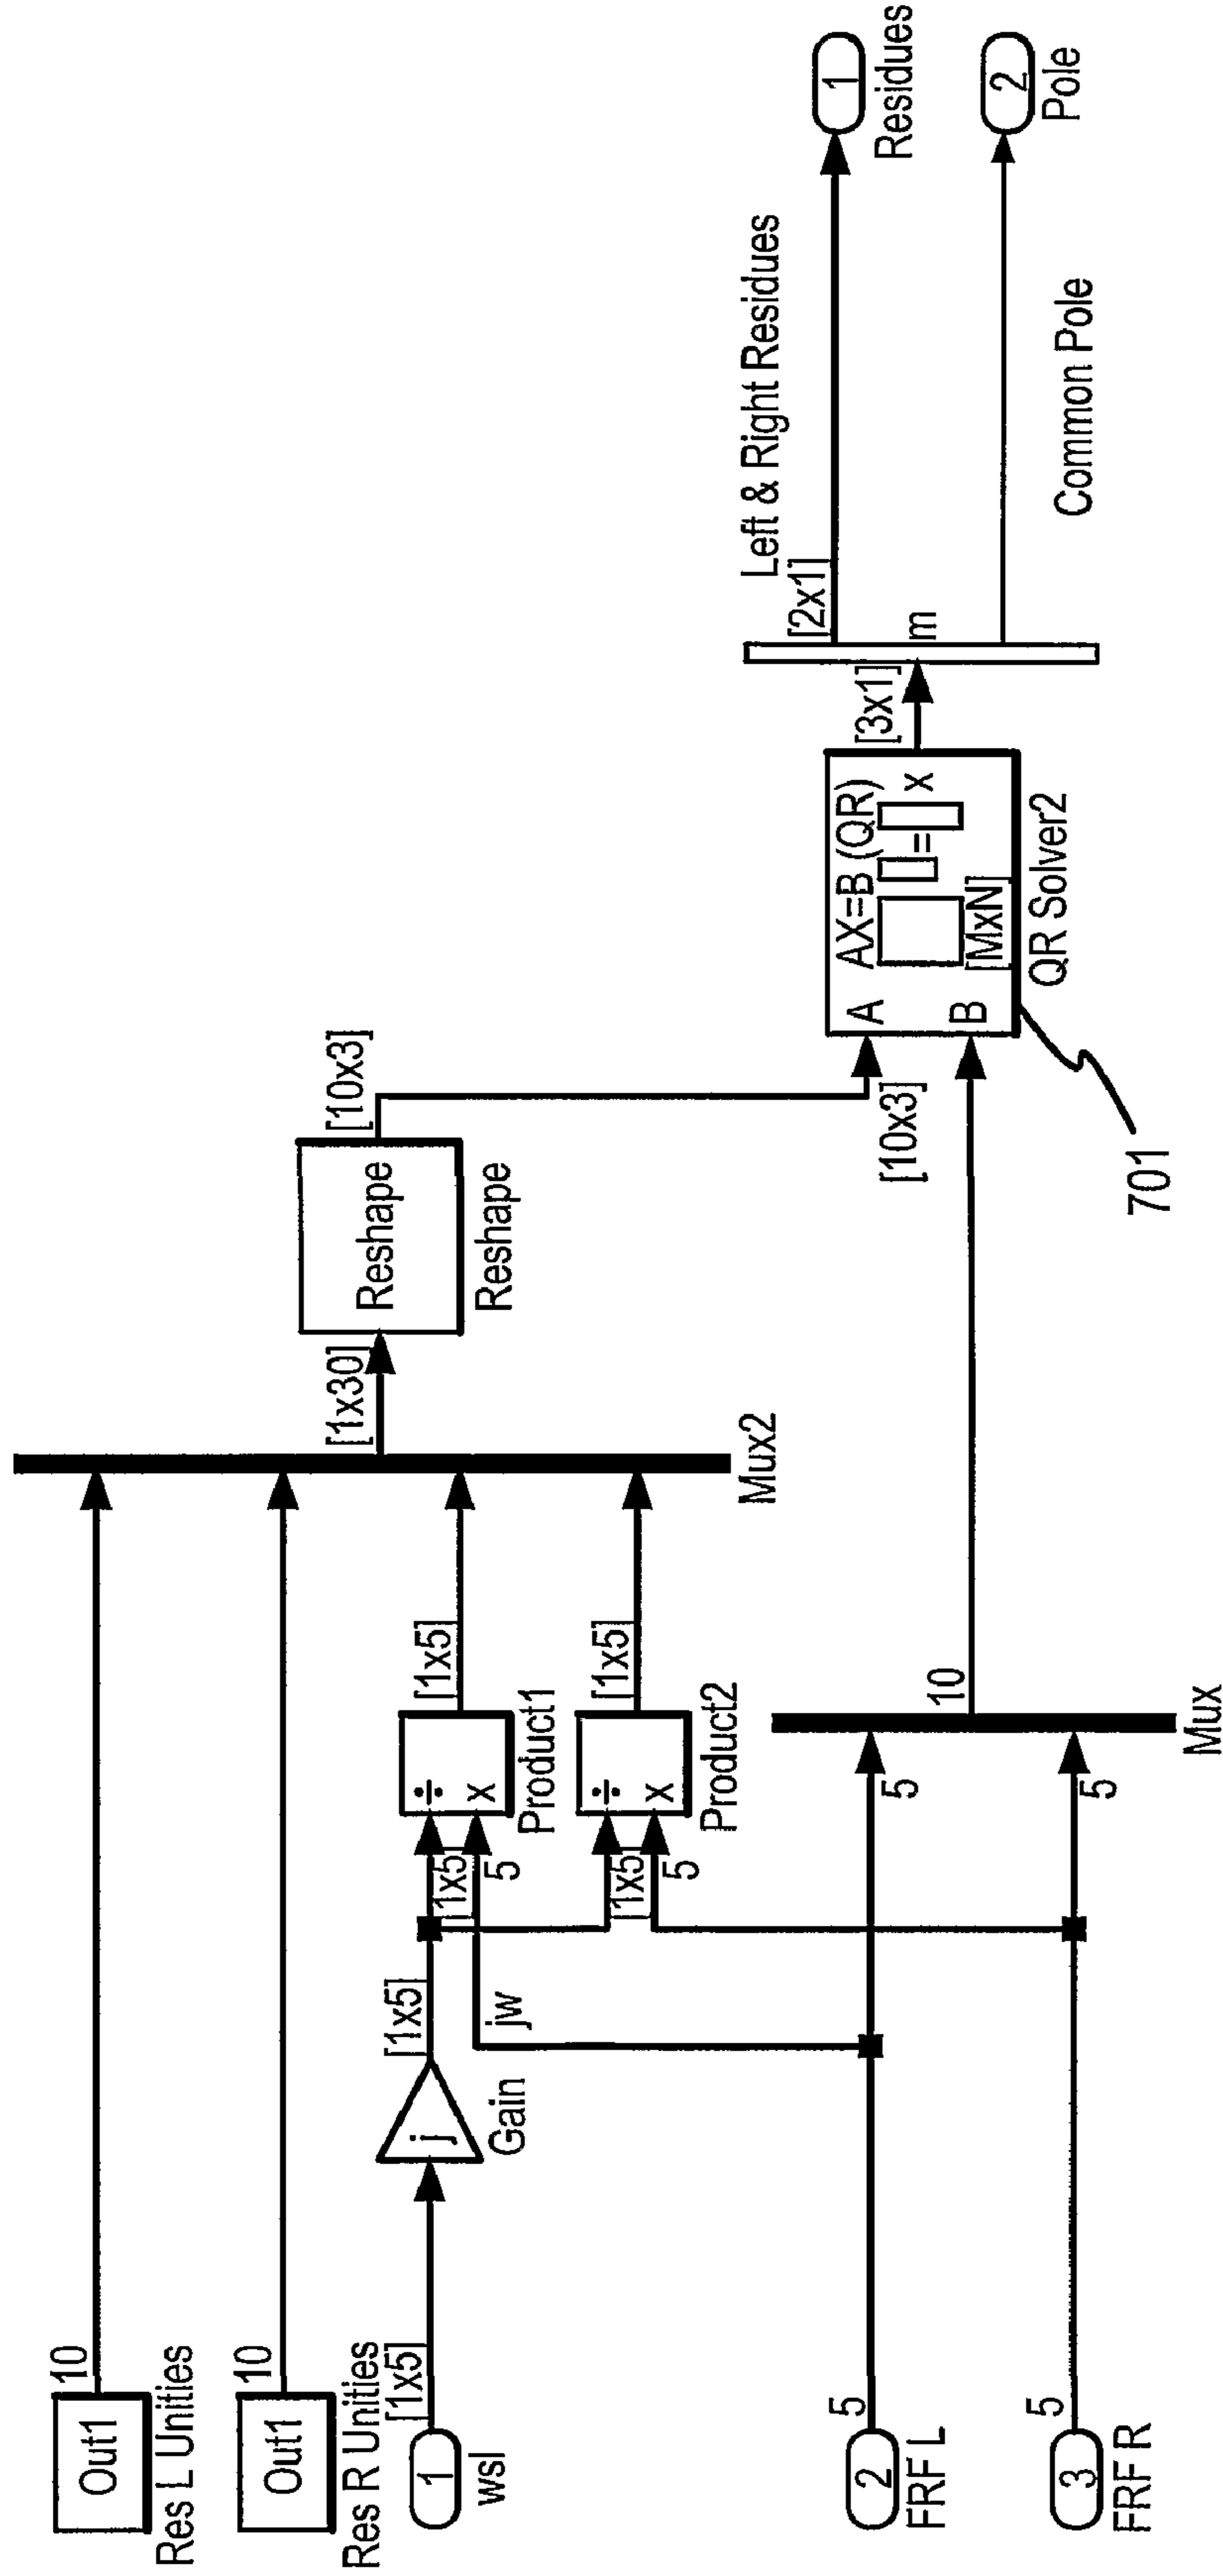 Out1
10
Res L Unities
Out1
10
Res R Unities
1
[1x5]
wsl
j
Gain
[1x5]
jw
[1x5]
5
÷
x
Product1
[1x5]
[1x5]
5
÷
x
Product2
[1x5]
Mux2
[1x30]
Reshape
Reshape
[10x3]
2
5
FRF L
3
5
FRF R
5
5
10
Mux
[10x3]
A
B
AX=B (QR)
=
x
[MxN]
QR Solver2
701
[3x1]
m
[2x1]
Left & Right Residues
Common Pole
1
Residues
2
Pole